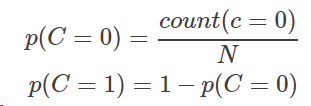 p(C = 0) = count(c = 0) / N
p(C = 1) = 1 − p(C = 0)